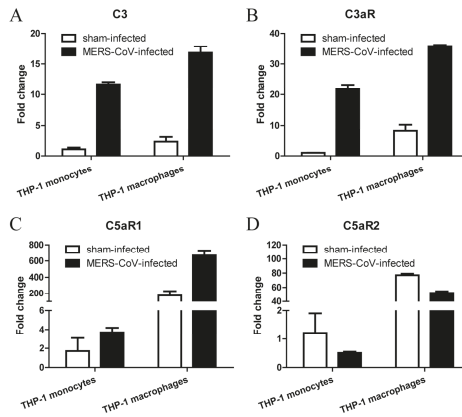 A
C3
sham-infected
MERS-CoV-infected
Fold change
20
15
10
5
0
THP-1 monocytes
THP-1 macrophages
B
C3aR
sham-infected
MERS-CoV-infected
Fold change
40
30
20
10
0
THP-1 monocytes
THP-1 macrophages
C
C5aR1
sham-infected
MERS-CoV-infected
Fold change
800
600
400
200
6
4
2
0
THP-1 monocytes
THP-1 macrophages
D
C5aR2
sham-infected
MERS-CoV-infected
Fold change
100
80
60
40
20
2
1
0
THP-1 monocytes
THP-1 macrophages